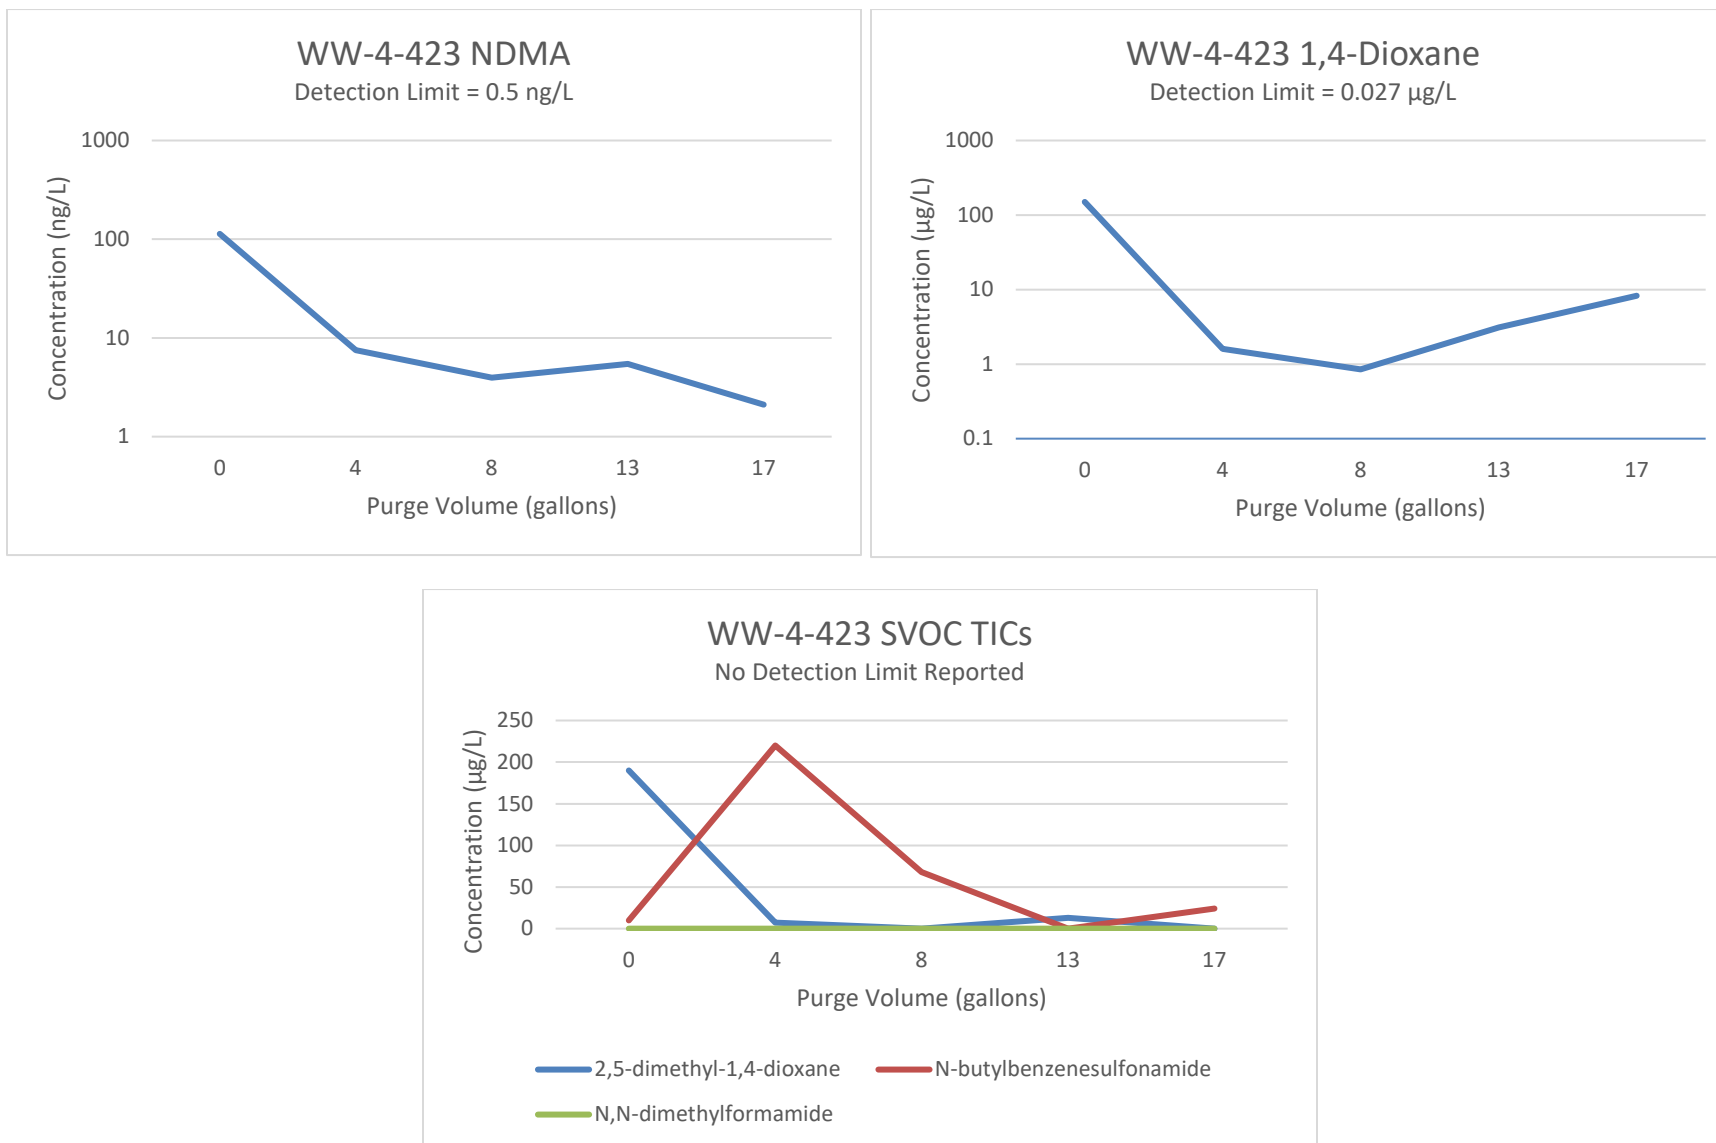 WW-4-423 NDMA
Detection Limit = 0.5 ng/L
Concentration (ng/L)
1000
100
10
1
0 4 8 13 17
Purge Volume (gallons)
WW-4-423 1,4-Dioxane
Detection Limit = 0.027 µg/L
Concentration (µg/L)
1000
100
10
1
0.1
0 4 8 13 17
Purge Volume (gallons)
WW-4-423 SVOC TICs
No Detection Limit Reported
Concentration (µg/L)
250
200
150
100
50
0
0 4 8 13 17
Purge Volume (gallons)
2,5-dimethyl-1,4-dioxane N-butylbenzenesulfonamide
N,N-dimethylformamide